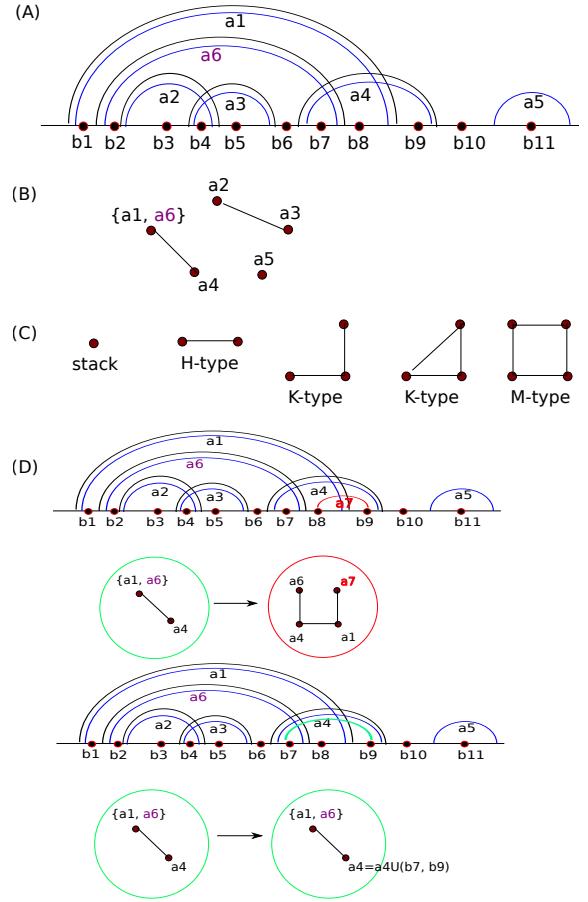 (A)
a1
a6
a2
a3
a4
a5
b1 b2 b3 b4 b5 b6 b7 b8 b9 b10 b11
(B)
a2
{a1, a6}
a3
a5
a4
(C)
stack
H-type
K-type
K-type
M-type
(D)
a1
a6
a2
a3
a4
a7
a5
b1 b2 b3 b4 b5 b6 b7 b8 b9 b10 b11
{a1, a6}
a4
a6 a7
a4 a1
a1
a6
a2
a3
a4
a5
b1 b2 b3 b4 b5 b6 b7 b8 b9 b10 b11
{a1, a6}
a4
{a1, a6}
a4=a4U(b7, b9)